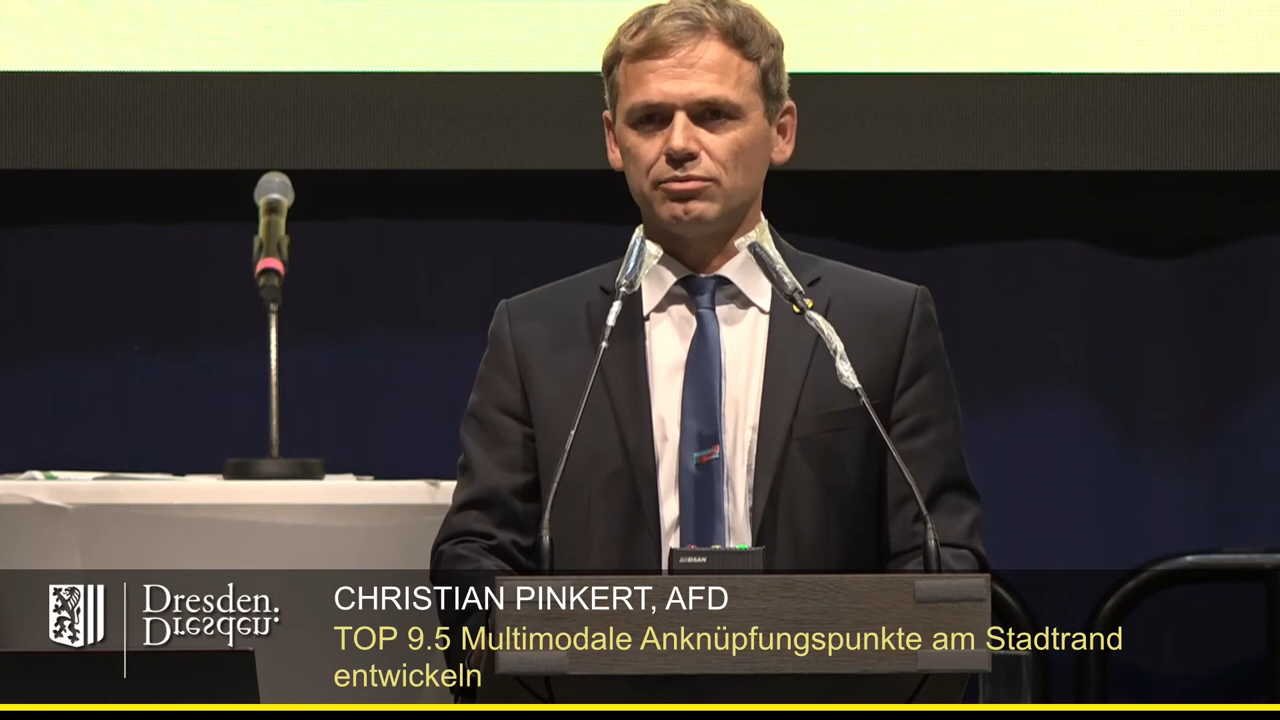 CHRISTIAN PINKERT, AFD
Dresden.
Dresden.
TOP 9.5 Multimodale Anknüpfungspunkte am Stadtrand
entwickeln